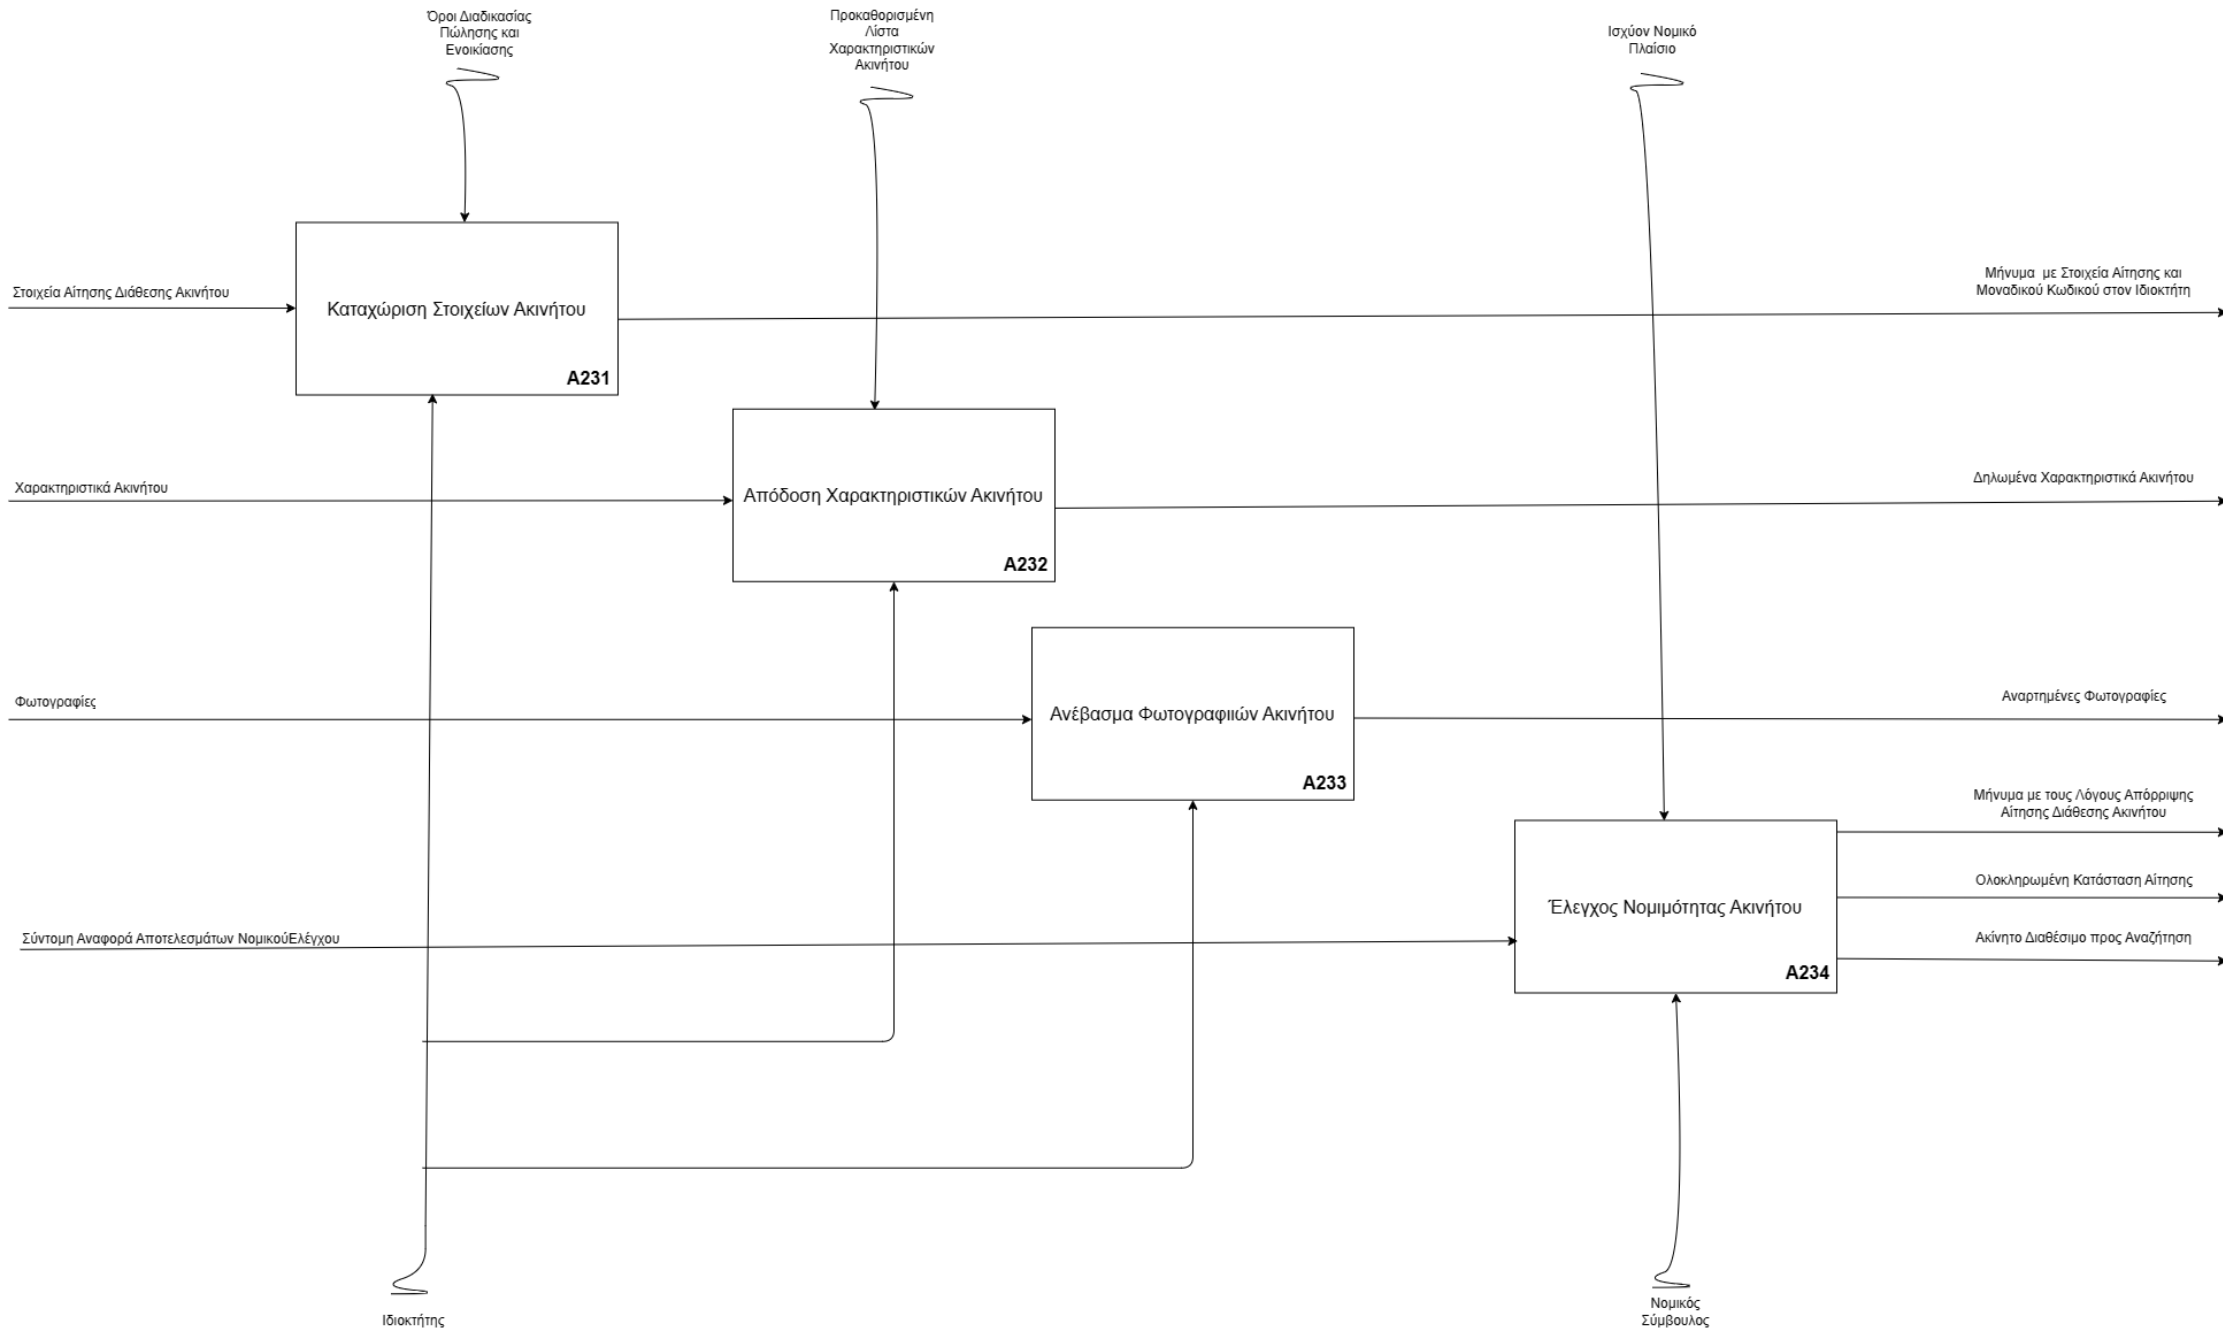 Όροι Διαδικασίας
Πώλησης και
Ενοικίασης
Προκαθορισμένη
Λίστα
Χαρακτηριστικών
Ακινήτου
Ισχύον Νομικό
Πλαίσιο
Στοιχεία Αίτησης Διάθεσης Ακινήτου
Καταχώριση Στοιχείων Ακινήτου
A231
Μήνυμα με Στοιχεία Αίτησης και
Μοναδικού Κωδικού στον Ιδιοκτήτη
Χαρακτηριστικά Ακινήτου
Απόδοση Χαρακτηριστικών Ακινήτου
A232
Δηλωμένα Χαρακτηριστικά Ακινήτου
Φωτογραφίες
Ανέβασμα Φωτογραφιιών Ακινήτου
A233
Αναρτημένες Φωτογραφίες
Μήνυμα με τους Λόγους Απόρριψης
Αίτησης Διάθεσης Ακινήτου
Σύντομη Αναφορά Αποτελεσμάτων ΝομικούΕλέγχου
Έλεγχος Νομιμότητας Ακινήτου
A234
Ολοκληρωμένη Κατάσταση Αίτησης
Ακίνητο Διαθέσιμο προς Αναζήτηση
Ιδιοκτήτης
Νομικός
Σύμβουλος